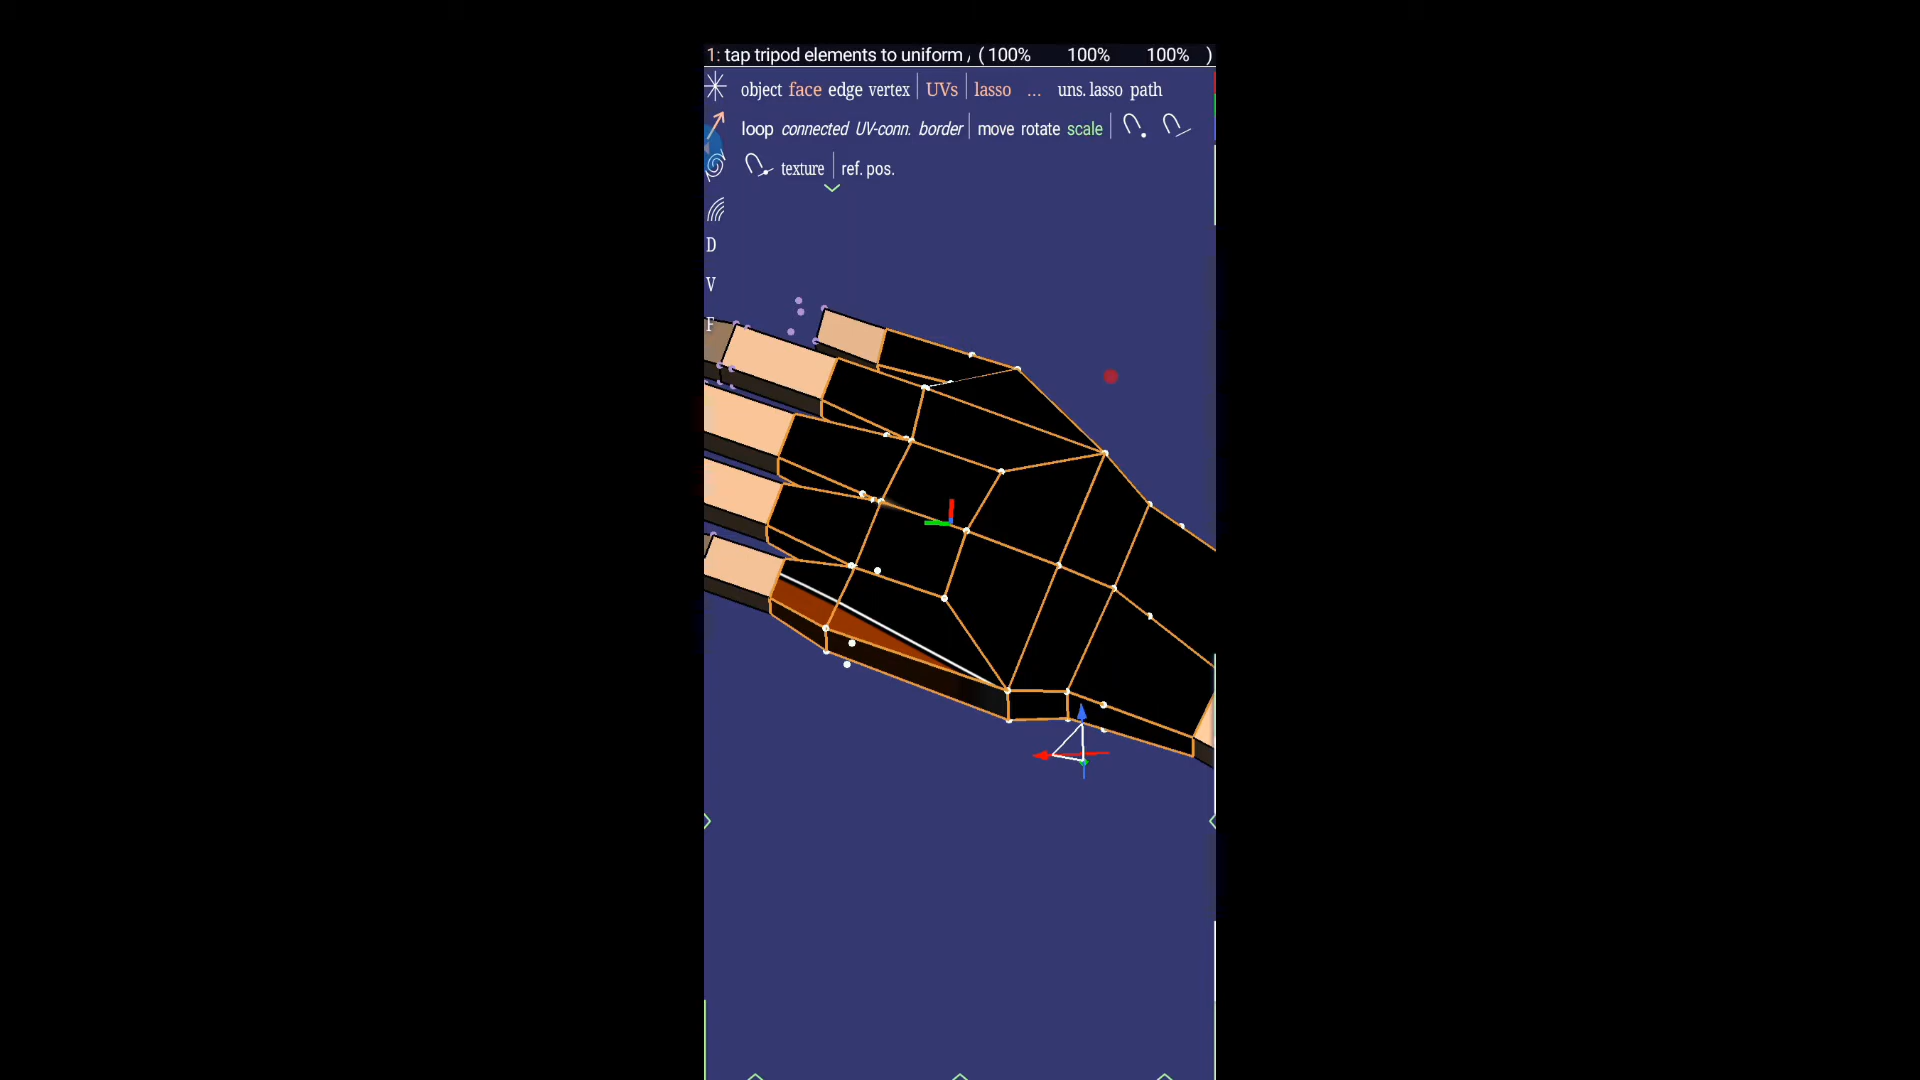 1: tap tripod elements to uniform / ( 100% 100% 100% )
object face edge vertex UVs lasso ... uns. lasso path
loop connected UV-conn. border move rotate scale
texture ref. pos.
D
V
F